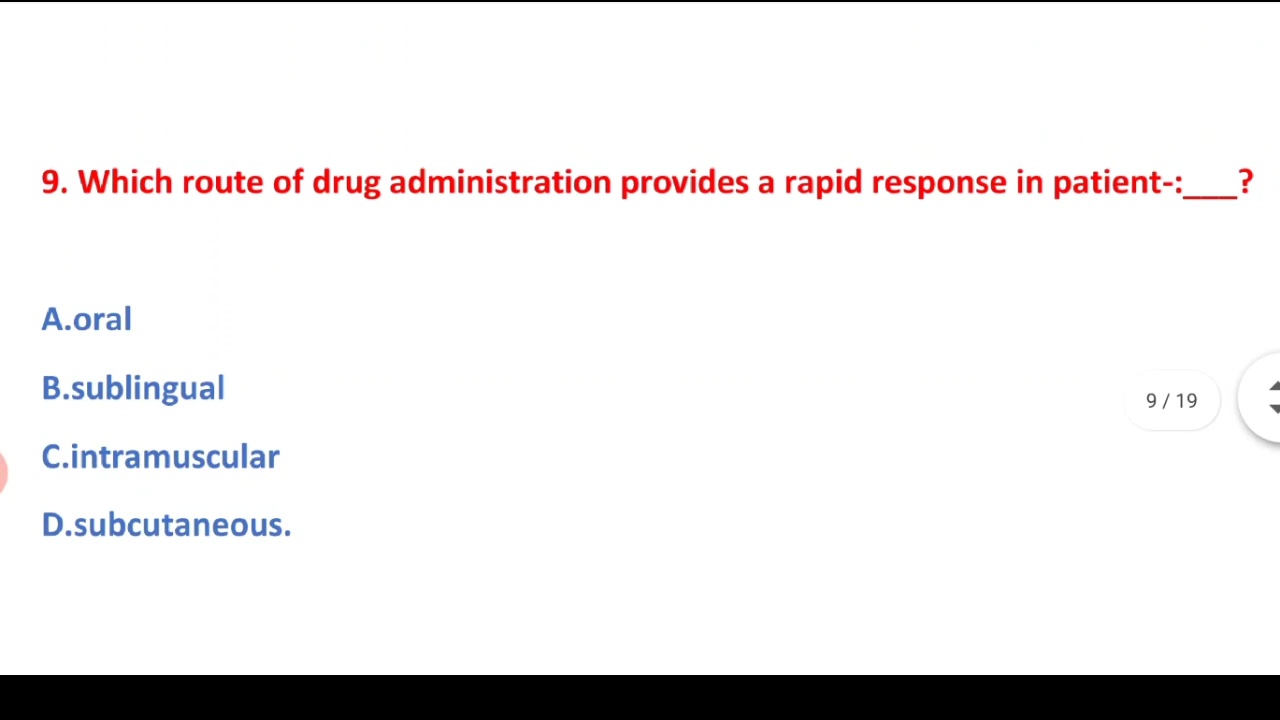 9. Which route of drug administration provides a rapid response in patient-:___?
A.oral
B.sublingual
9 / 19
C.intramuscular
D.subcutaneous.